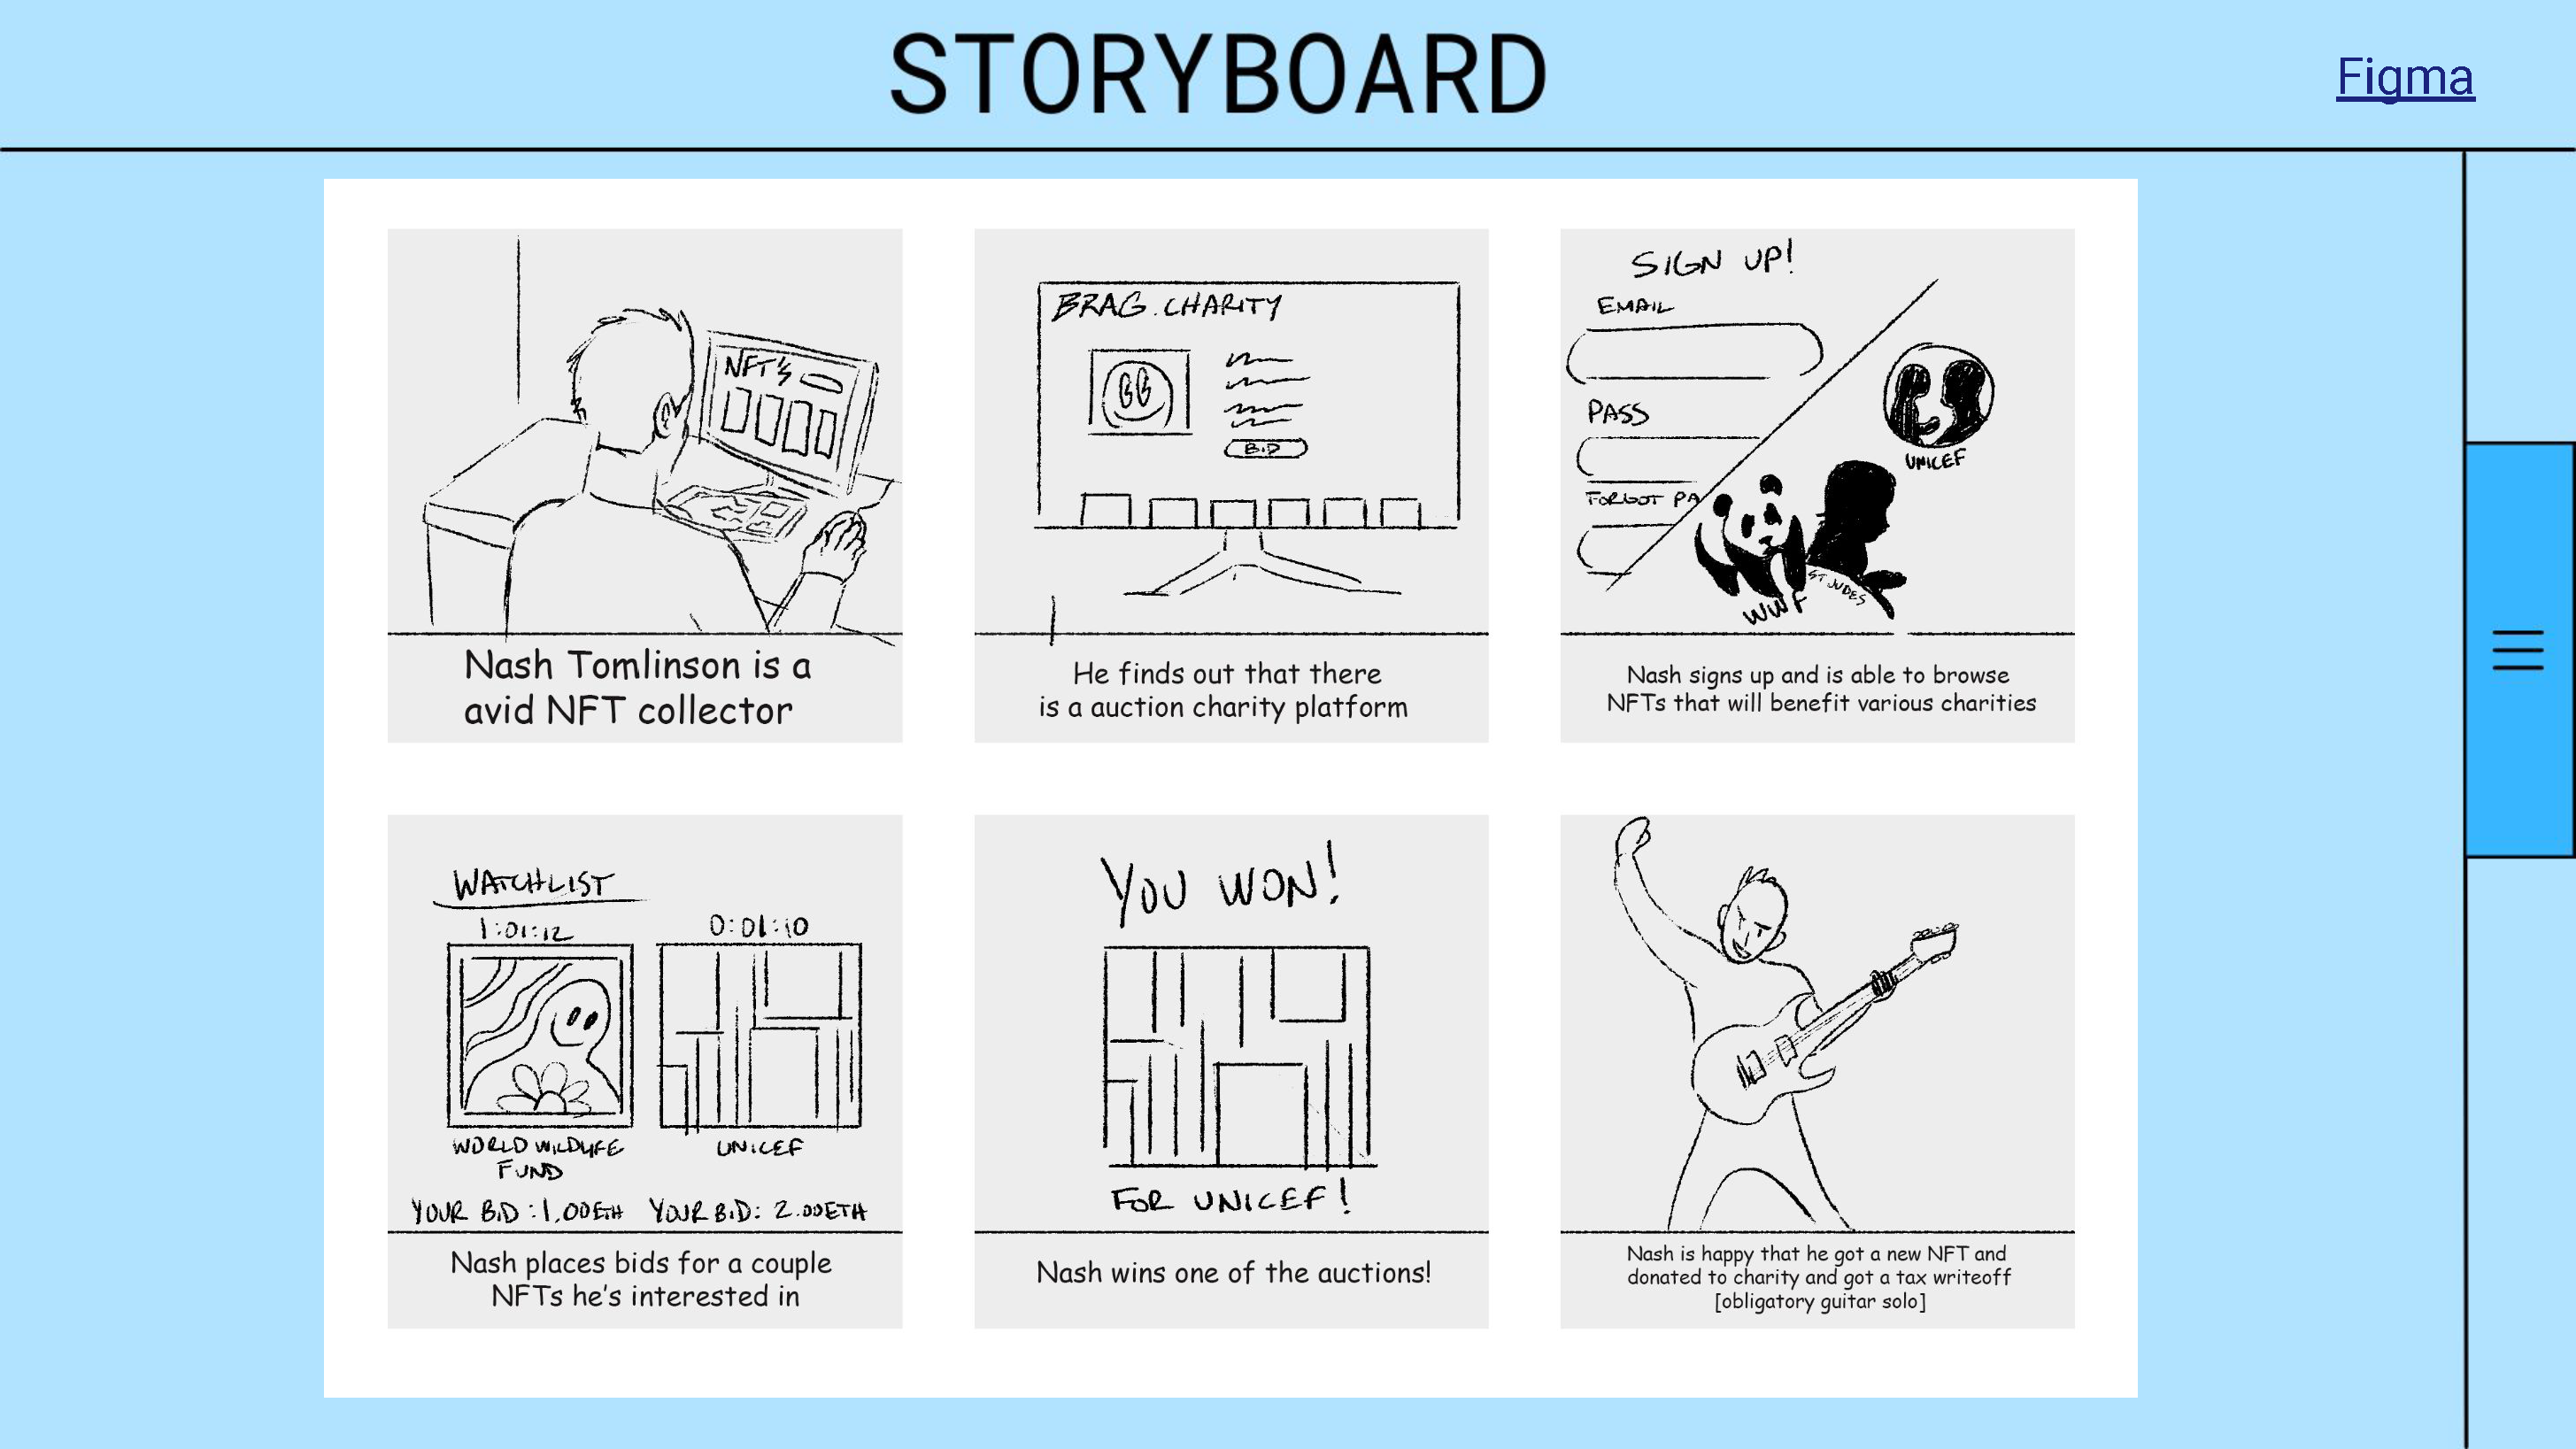 STORYBOARD
Figma
NFT's
Nash Tomlinson is a
avid NFT collector
BRAG.CHARITY
BID
He finds out that there
is a auction charity platform
SIGN UP!
EMAIL
PASS
FORGOT PA
UNICEF
ST JUDES
WWF
Nash signs up and is able to browse
NFTs that will benefit various charities
WATCHLIST
1:01:12 0:01:10
WORLD WILDLIFE
FUND
UNICEF
YOUR BID: 1.00ETH YOUR BID: 2.00ETH
Nash places bids for a couple
NFTs he's interested in
YOU WON!
FOR UNICEF!
Nash wins one of the auctions!
Nash is happy that he got a new NFT and
donated to charity and got a tax writeoff
[obligatory guitar solo]